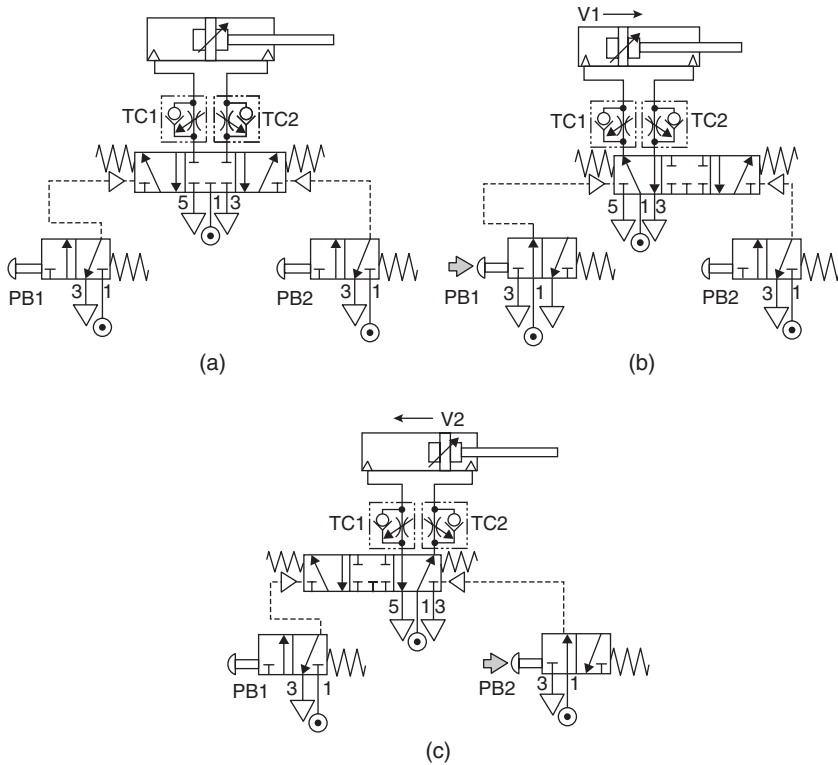 TC1 TC2
5 1 3
PB1 3 1
PB2 3 1
(a)
V1
TC1 TC2
5 1 3
PB1 3 1
PB2 3 1
(b)
V2
TC1 TC2
5 1 3
PB1 3 1
PB2 3 1
(c)